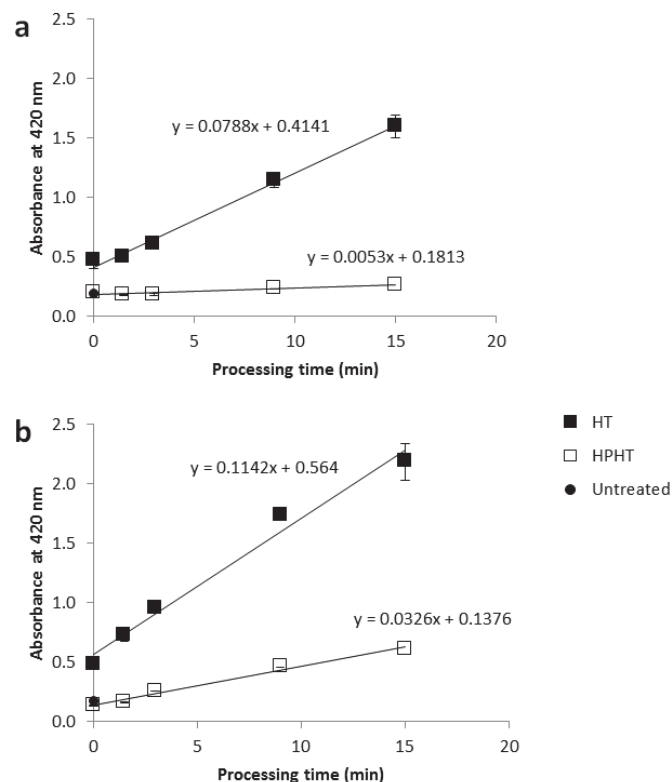 a
2.5
2.0
1.5
1.0
0.5
0.0
Absorbance at 420 nm
y = 0.0788x + 0.4141
y = 0.0053x + 0.1813
0 5 10 15 20
Processing time (min)
b
2.5
2.0
1.5
1.0
0.5
0.0
Absorbance at 420 nm
y = 0.1142x + 0.564
y = 0.0326x + 0.1376
0 5 10 15 20
Processing time (min)
HT
HPHT
Untreated